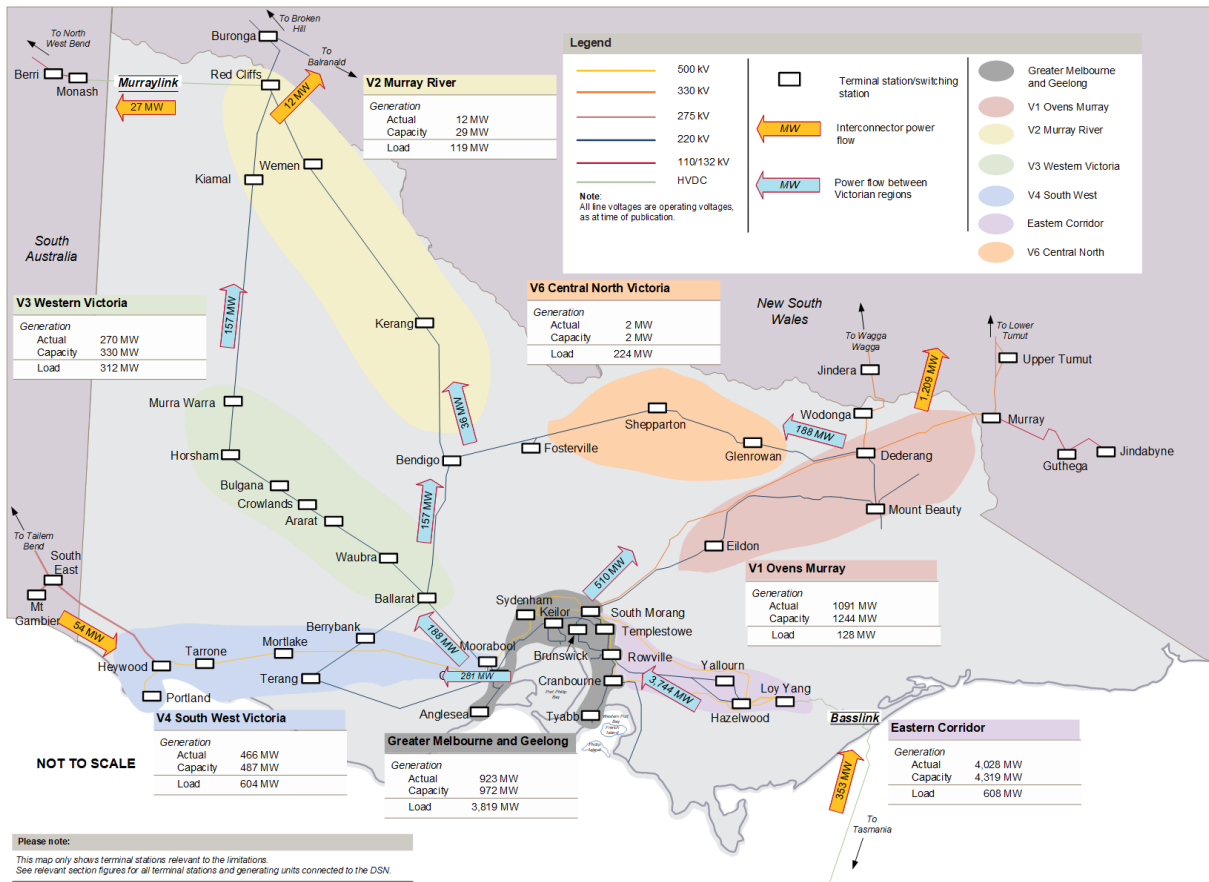 To Broken
Hill
Buronga
To North
West Bend
To
Balranald
Berri
Monash
Murraylink
27 MW
Red Cliffs
12 MW
V2 Murray River
Generation
Actual 12 MW
Capacity 29 MW
Load 119 MW
Legend
500 kV
330 kV
275 kV
220 kV
110/132 kV
HVDC
Note:
All line voltages are operating voltages,
as at time of publication.
Terminal station/switching
station
MW
Interconnector power
flow
MW
Power flow between
Victorian regions
Greater Melbourne
and Geelong
V1 Ovens Murray
V2 Murray River
V3 Western Victoria
V4 South West
Eastern Corridor
V6 Central North
Wemen
Kiamal
South
Australia
V3 Western Victoria
Generation
Actual 270 MW
Capacity 330 MW
Load 312 MW
157 MW
Kerang
V6 Central North Victoria
Generation
Actual 2 MW
Capacity 2 MW
Load 224 MW
New South
Wales
To Wagga
Wagga
To Lower
Tumut
Jindera
Upper Tumut
1,209 MW
Murra Warra
36 MW
Shepparton
Wodonga
188 MW
Murray
Horsham
Bendigo
Fosterville
Glenrowan
Dederang
Guthega
Jindabyne
Bulgana
Crowlands
Ararat
157 MW
Mount Beauty
To Tailem
Bend
South
East
Waubra
Eildon
510 MW
V1 Ovens Murray
Generation
Actual 1091 MW
Capacity 1244 MW
Load 128 MW
Mt
Gambier
54 MW
Ballarat
Sydenham
Keilor
South Morang
Templestowe
Berrybank
188 MW
Mortlake
Tarrone
Heywood
Moorabool
Brunswick
Rowville
Terang
281 MW
Cranbourne
3,744 MW
Yallourn
Loy Yang
Portland
Port Philip
Bay
Hazelwood
Anglesea
Tyabb
Western Port
Bay
French
Island
Phillip
Island
Basslink
V4 South West Victoria
Generation
Actual 466 MW
Capacity 487 MW
Load 604 MW
NOT TO SCALE
Greater Melbourne and Geelong
Generation
Actual 923 MW
Capacity 972 MW
Load 3,819 MW
353 MW
Eastern Corridor
Generation
Actual 4,028 MW
Capacity 4,319 MW
Load 608 MW
To
Tasmania
Please note:
This map only shows terminal stations relevant to the limitations.
See relevant section figures for all terminal stations and generating units connected to the DSN.